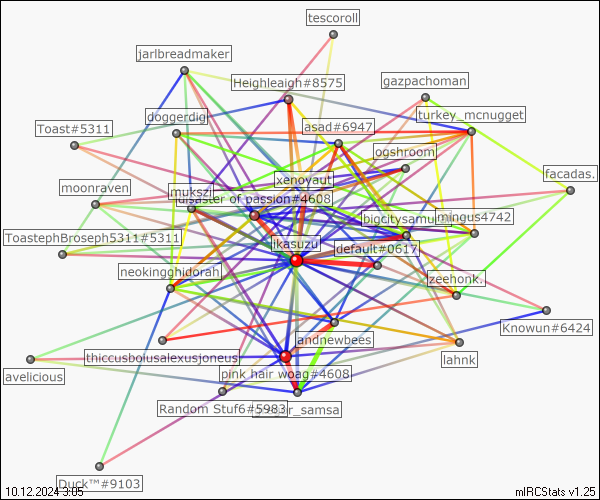 tescoroll
jarlbreadmaker
Heighleaigh#8575
gazpachoman
turkey_mcnugget
doggerdig
asad#6947
Toast#5311
ogshroom
facadas.
xenoyaut
moonraven
mukszi
disaster of passion#4608
bigcitysamu
mingus4742
ikasuzu
ToastephBroseph5311#5311
default#0617
neokingghidorah
zeehonk.
Knowun#6424
andnewbees
thiccusbolusalexusjoneus
lahnk
avelicious
pink hair woag#4608
Random Stuf6#5983
r_samsa
Duck™#9103
10.12.2024 3:05
mIRCStats v1.25